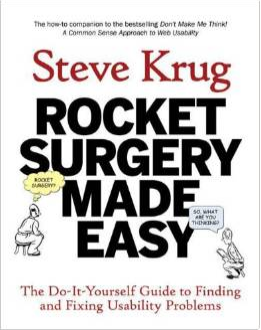 The how-to companion to the bestselling Don't Make Me Think!
A Common Sense Approach to Web Usability
Steve Krug
ROCKET
SURGERY
MADE
EASY
ROCKET
SURGERY?
SO, WHAT
ARE YOU
THINKING?
The Do-It-Yourself Guide to Finding
and Fixing Usability Problems